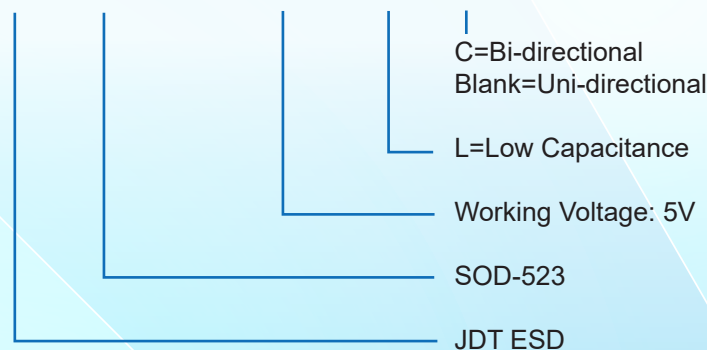 C=Bi-directional
Blank=Uni-directional
L=Low Capacitance
Working Voltage: 5V
SOD-523
JDT ESD